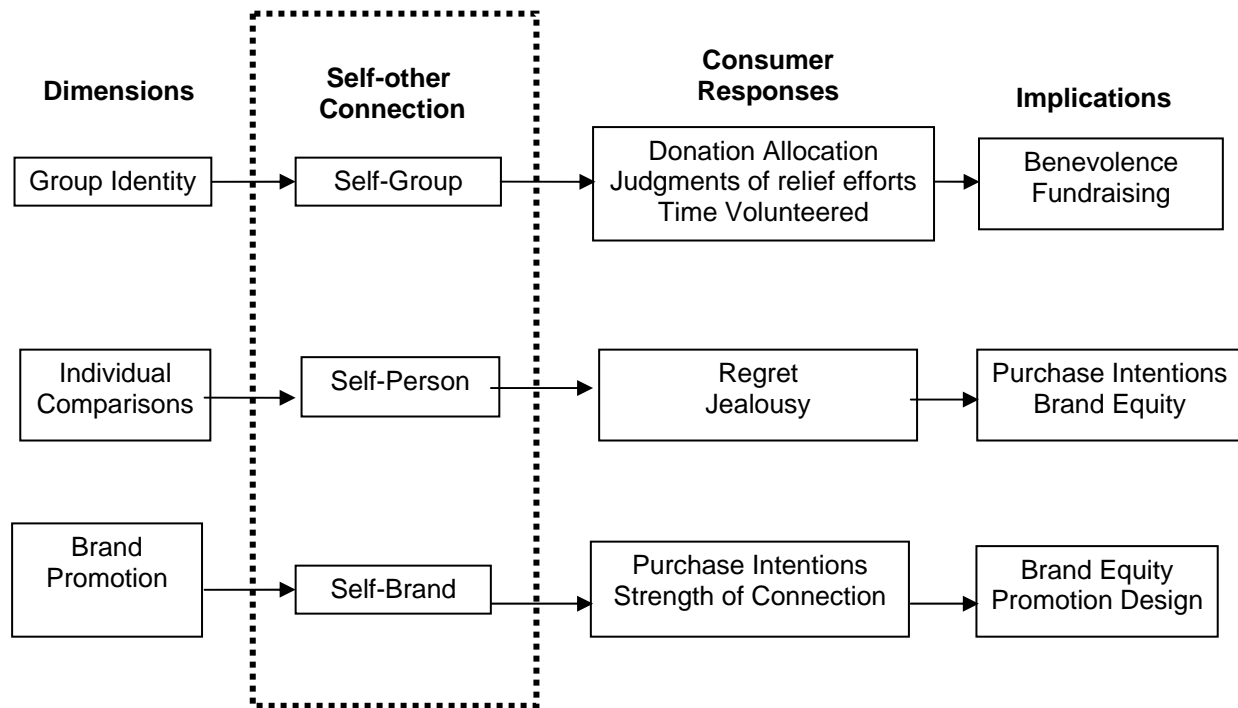 Dimensions
Self-other
Connection
Consumer
Responses
Implications
Group Identity
Self-Group
Donation Allocation
Judgments of relief efforts
Time Volunteered
Benevolence
Fundraising
Individual
Comparisons
Self-Person
Regret
Jealousy
Purchase Intentions
Brand Equity
Brand
Promotion
Self-Brand
Purchase Intentions
Strength of Connection
Brand Equity
Promotion Design